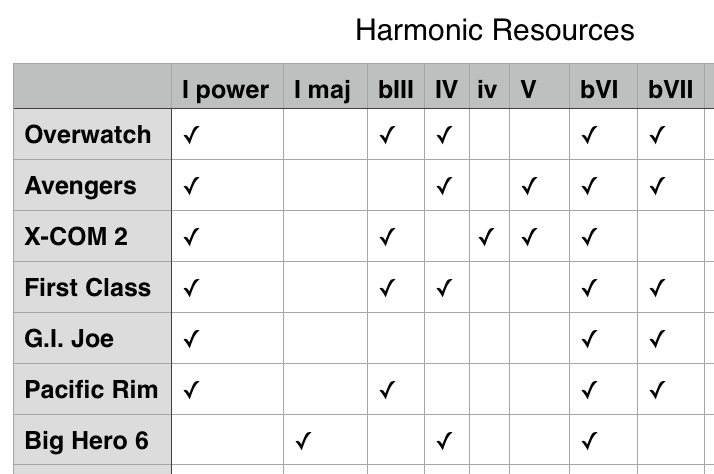 Harmonic Resources
I power I maj bIII IV iv V bVI bVII
Overwatch ✓ ✓ ✓ ✓ ✓
Avengers ✓ ✓ ✓ ✓ ✓
X-COM 2 ✓ ✓ ✓ ✓ ✓
First Class ✓ ✓ ✓ ✓ ✓
G.I. Joe ✓ ✓ ✓
Pacific Rim ✓ ✓ ✓ ✓
Big Hero 6 ✓ ✓ ✓